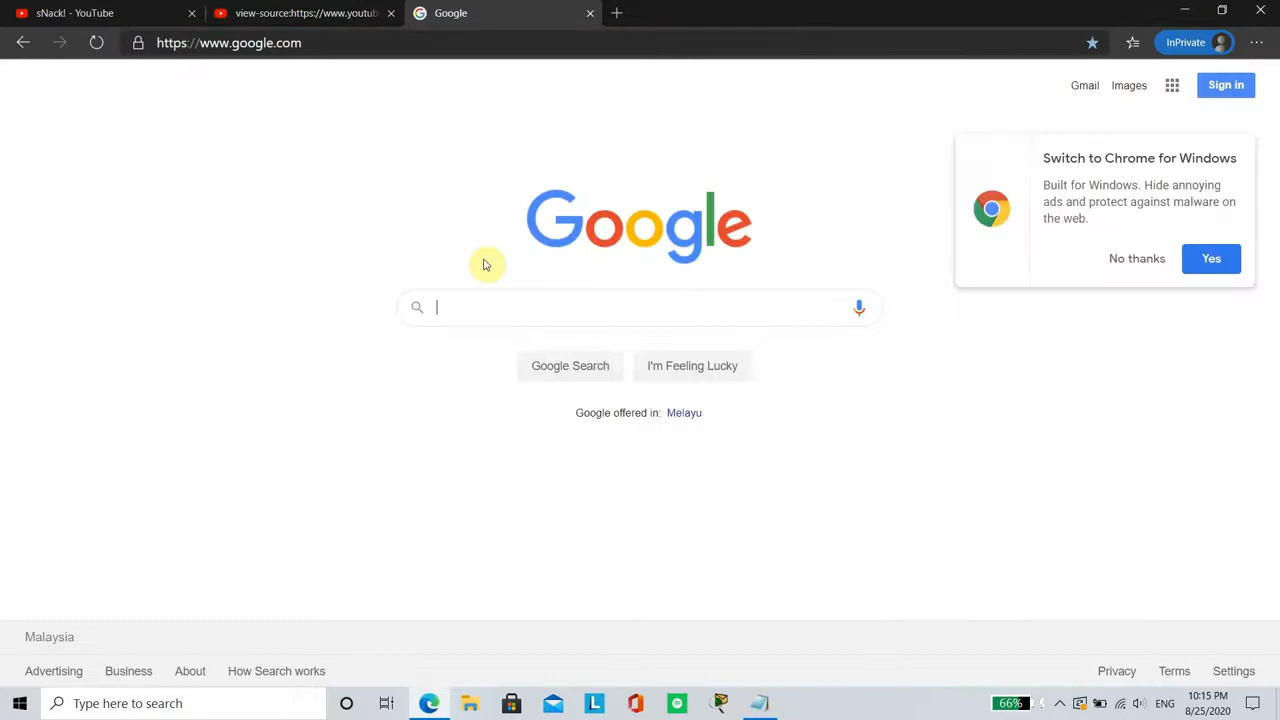 sNack! - YouTube
view-source:https://www.youtub
Google
https://www.google.com
InPrivate
Gmail
Images
Sign in
Switch to Chrome for Windows
Built for Windows. Hide annoying
ads and protect against malware on
the web.
No thanks
Yes
Google
Google Search
I'm Feeling Lucky
Google offered in: Melayu
Malaysia
Advertising
Business
About
How Search works
Privacy
Terms
Settings
Type here to search
L
66%
ENG
10:15 PM
8/25/2020